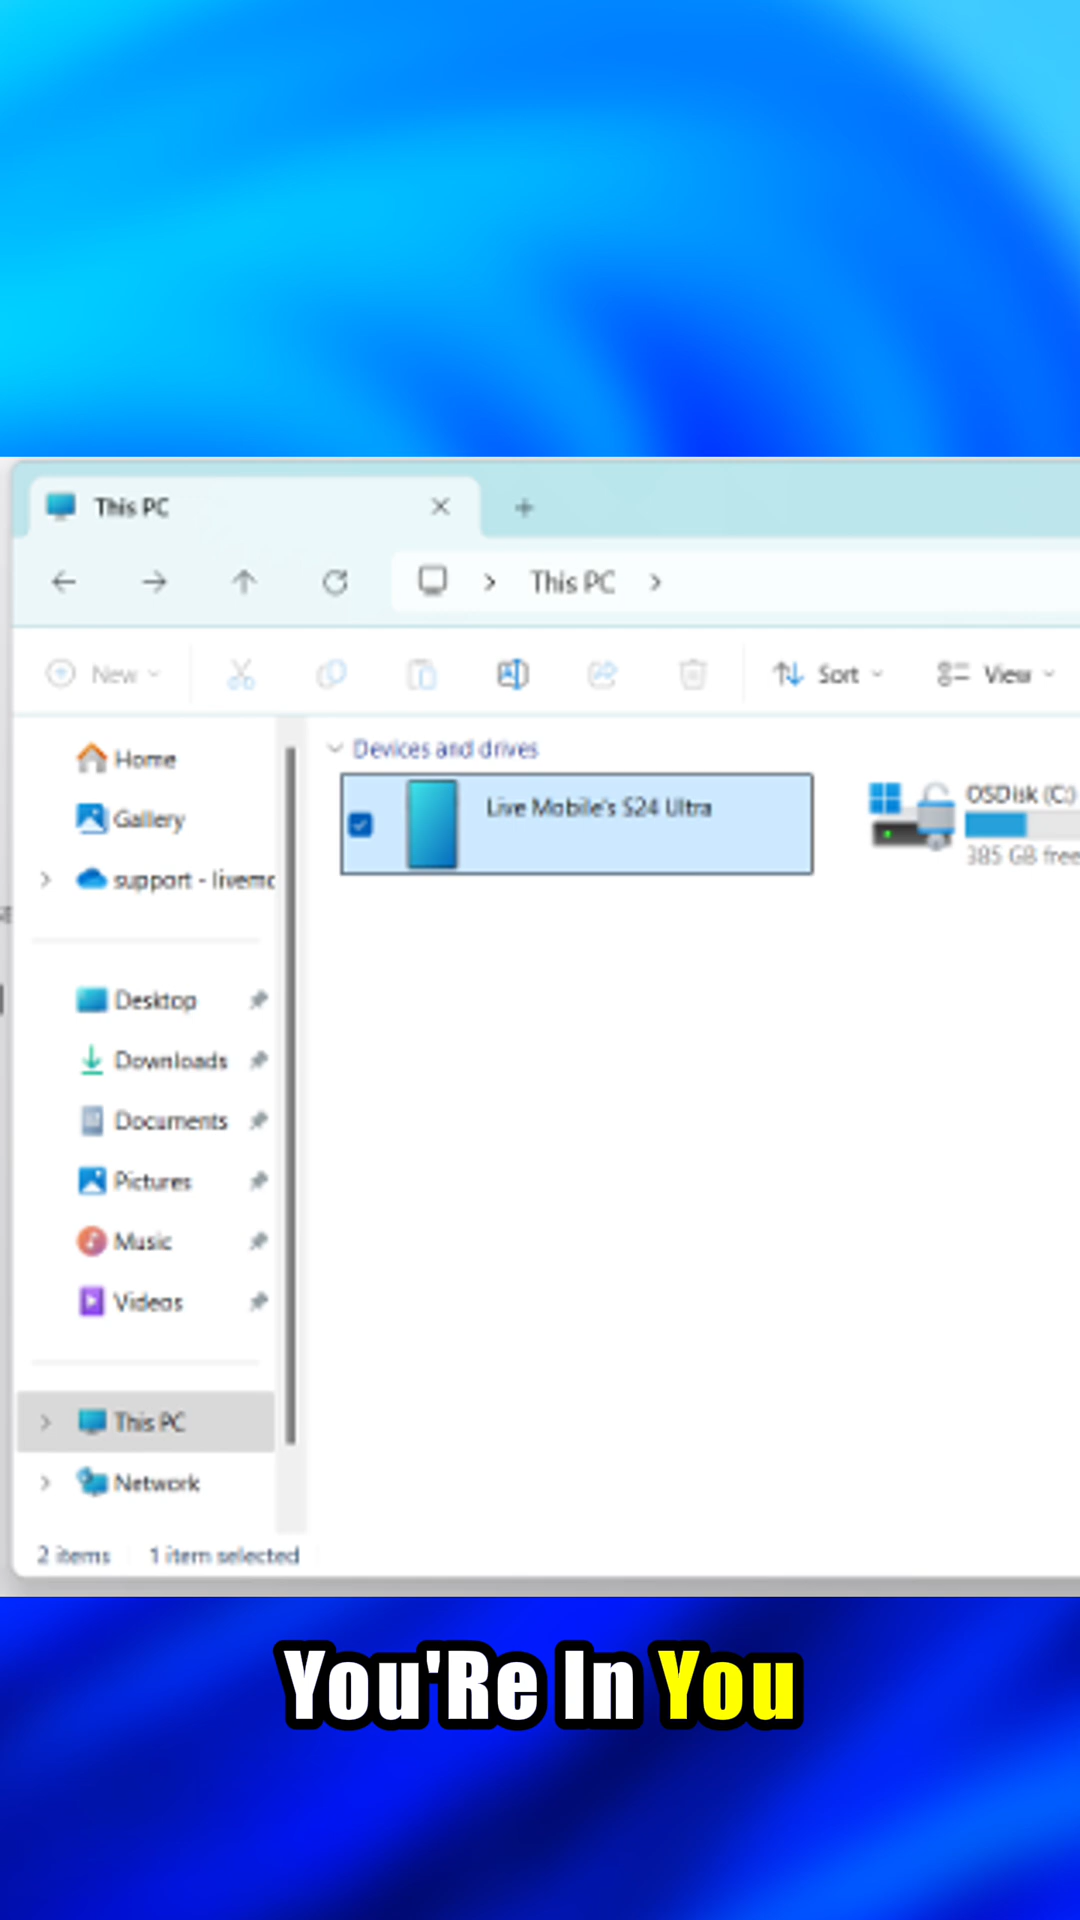 This PC
This PC
New
Sort
View
Home
Gallery
support - livemo
Desktop
Downloads
Documents
Pictures
Music
Videos
This PC
Network
Devices and drives
Live Mobile's S24 Ultra
OSDisk (C:)
385 GB free
2 items 1 item selected
You'Re In You